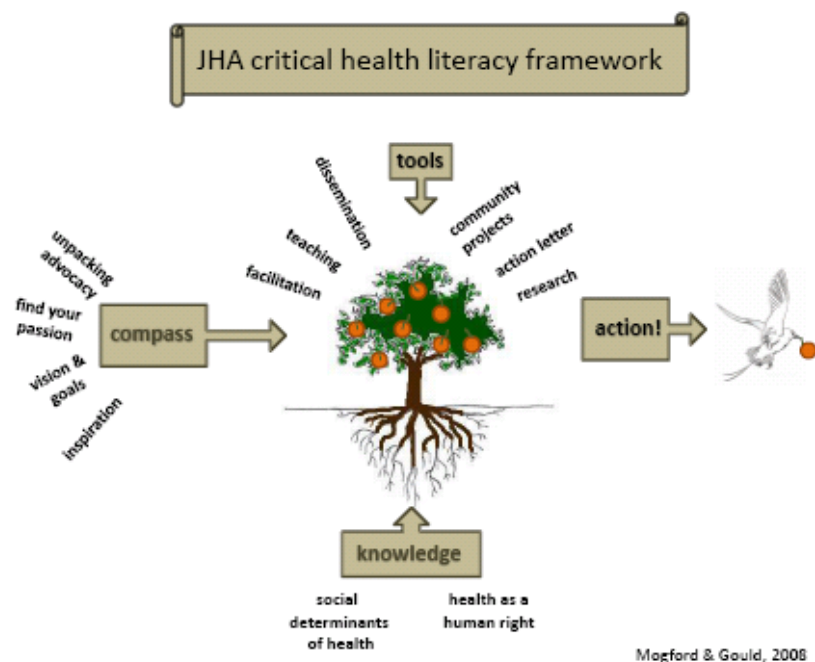 JHA critical health literacy framework
tools
dissemination
teaching
facilitation
community
projects
action letter
research
unpacking
advocacy
find your
passion
vision &
goals
inspiration
compass
action!
knowledge
social
determinants
of health
health as a
human right
Mogford & Gould, 2008